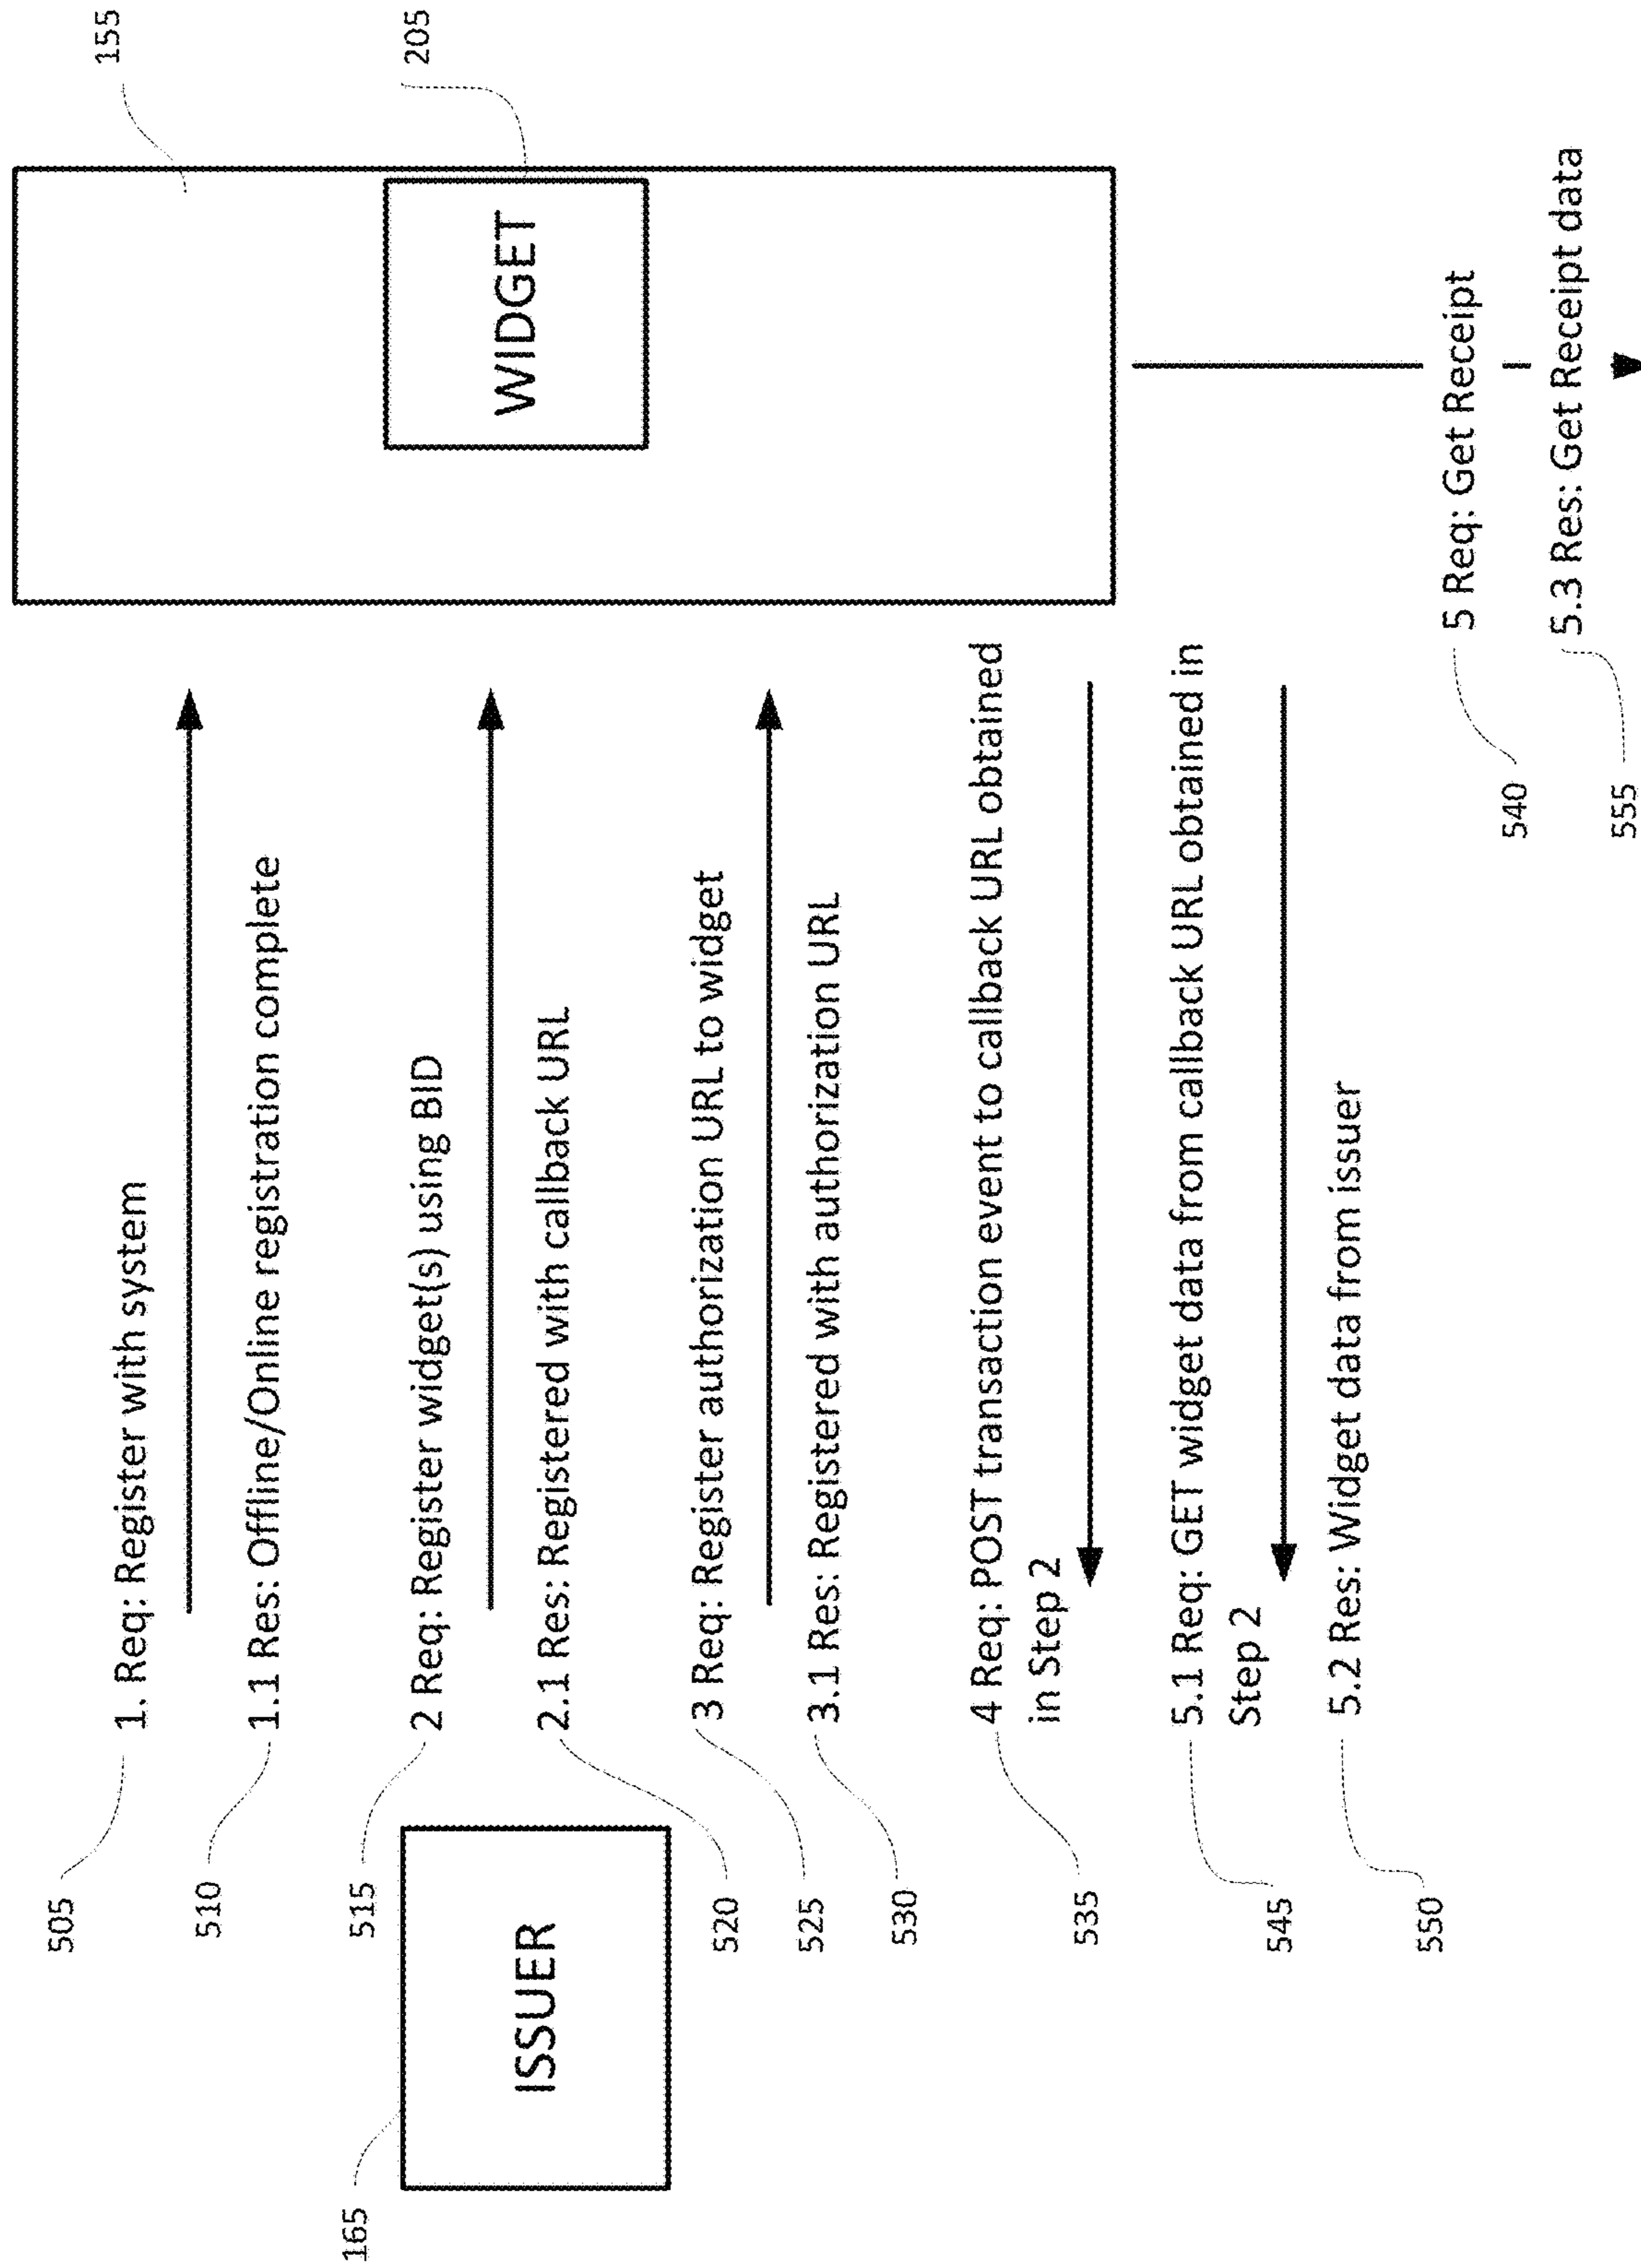 155
WIDGET
205
505
1. Req: Register with system
510
1.1 Res: Offline/Online registration complete
515
2 Req: Register widget(s) using BID
165
ISSUER
520
2.1 Res: Registered with callback URL
525
3 Req: Register authorization URL to widget
530
3.1 Res: Registered with authorization URL
535
4 Req: POST transaction event to callback URL obtained
in Step 2
545
5.1 Req: GET widget data from callback URL obtained in
Step 2
550
5.2 Res: Widget data from issuer
540
5 Req: Get Receipt
555
5.3 Res: Get Receipt data